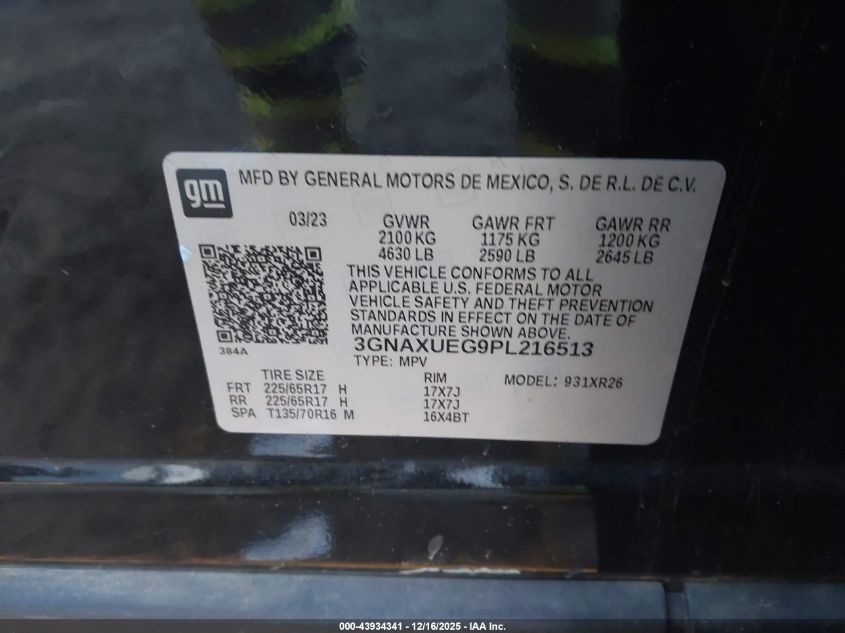 gm
MFD BY GENERAL MOTORS DE MEXICO, S. DE R.L. DE C.V.
03/23 GVWR GAWR FRT GAWR RR
2100 KG 1175 KG 1200 KG
4630 LB 2590 LB 2645 LB
THIS VEHICLE CONFORMS TO ALL
APPLICABLE U.S. FEDERAL MOTOR
VEHICLE SAFETY AND THEFT PREVENTION
STANDARDS IN EFFECT ON THE DATE OF
MANUFACTURE SHOWN ABOVE.
384A
3GNAXUEG9PL216513
TYPE: MPV
TIRE SIZE RIM MODEL: 931XR26
FRT 225/65R17 H 17X7J
RR 225/65R17 H 17X7J
SPA T135/70R16 M 16X4BT
000-43934341 - 12/16/2025 - IAA Inc.